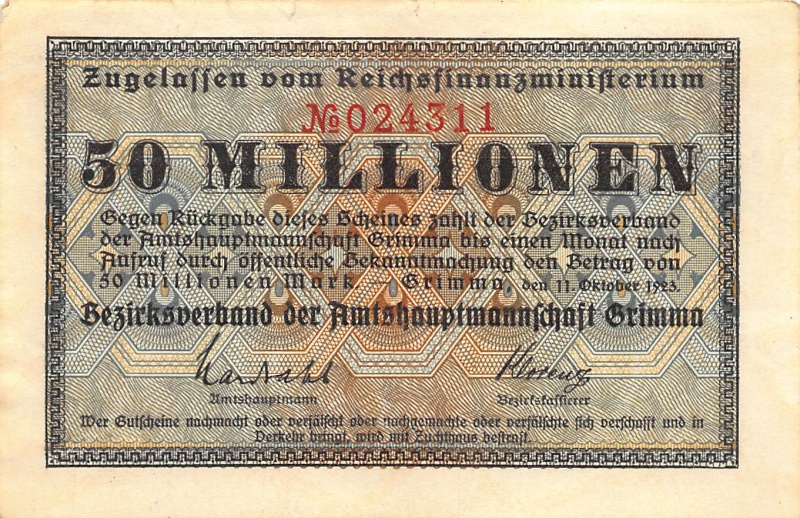 Zugelassen vom Reichsfinanzministerium
№024311
50 MILLIONEN
Gegen Rückgabe dieses Scheines zahlt der Bezirksverband
der Amtshauptmannschaft Grimma bis einen Monat nach
Aufruf durch öffentliche Bekanntmachung den Betrag von
50 Millionen Mark. Grimma, den 11. Oktober 1923.
Bezirksverband der Amtshauptmannschaft Grimma
Amtshauptmann Bezirkskassierer
Wer Gutscheine nachmacht oder verfälscht oder nachgemachte oder verfälschte sich verschafft und in
Verkehr bringt, wird mit Zuchthaus bestraft.